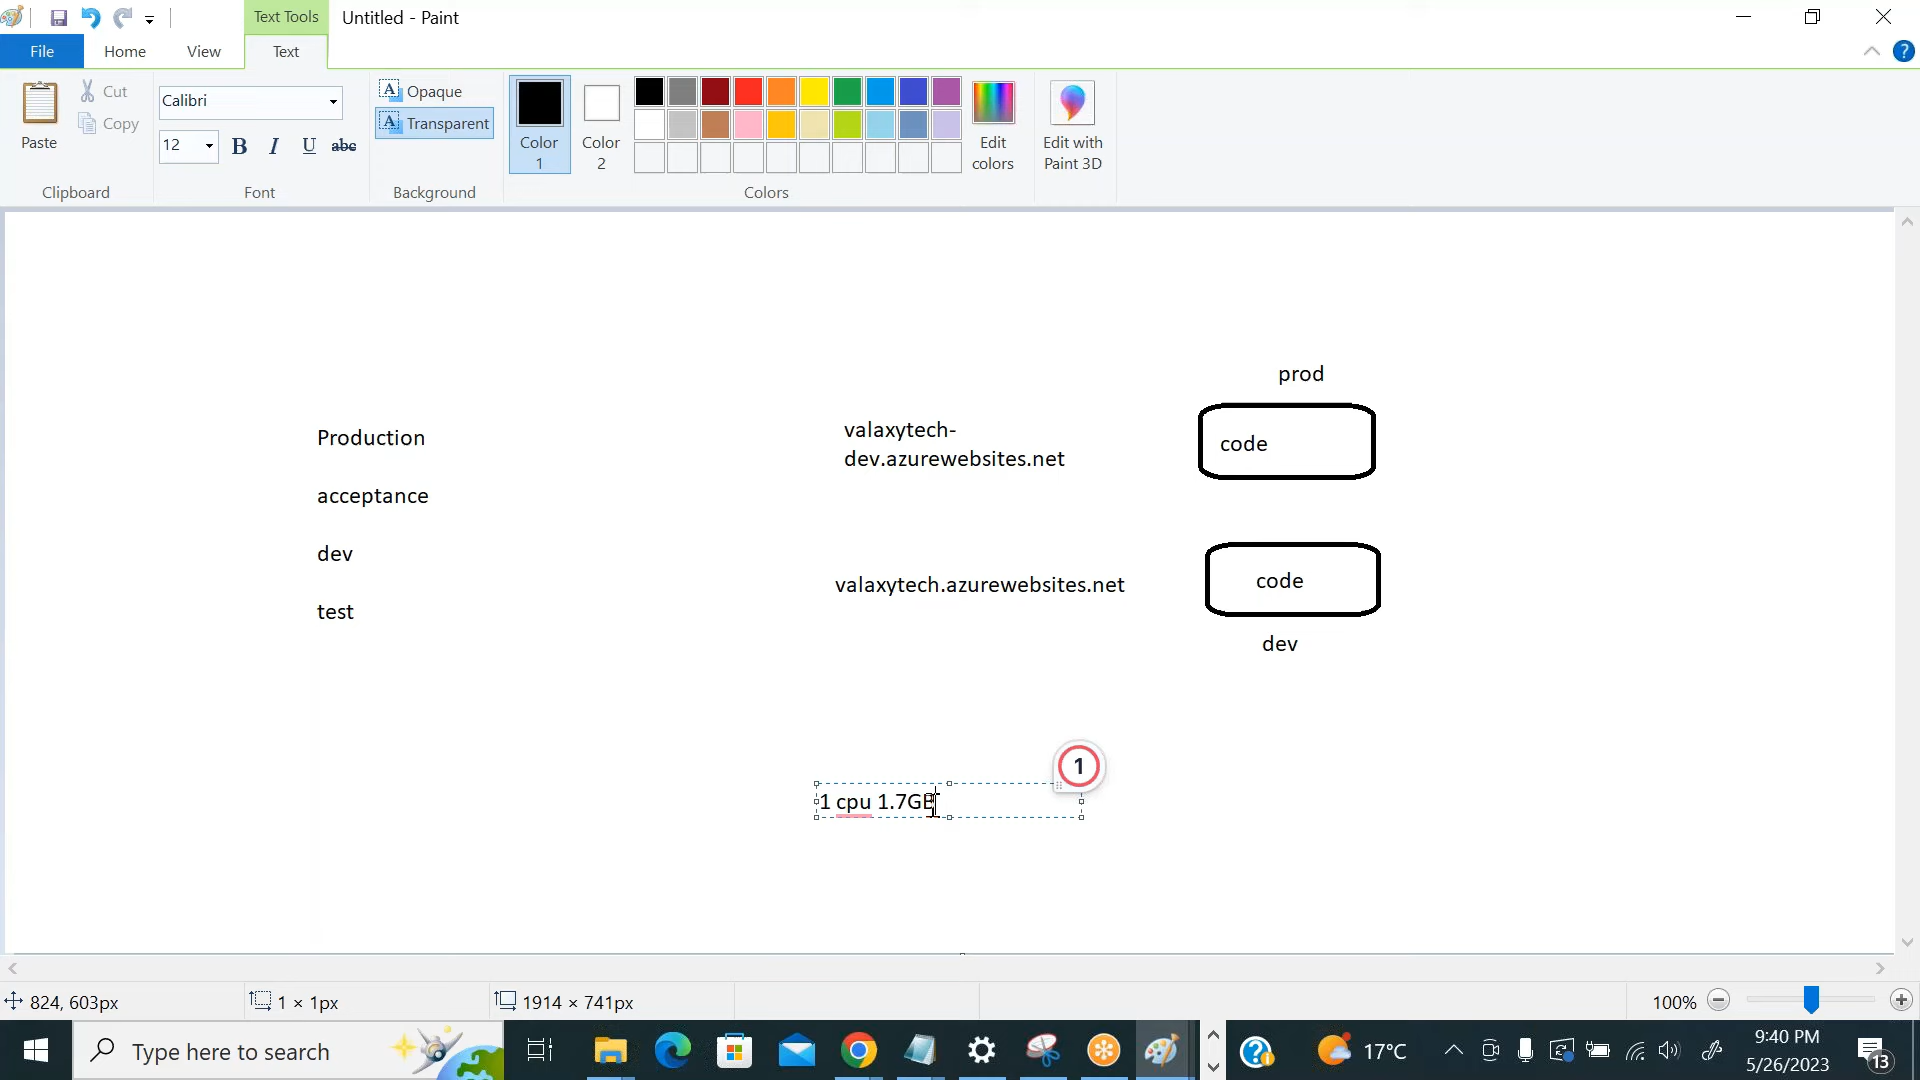 Text Tools
Untitled - Paint
File
Home
View
Text
Paste
Cut
Copy
Clipboard
Calibri
12
B I U abc
Font
A Opaque
A Transparent
Background
Color 1
Color 2
Edit colors
Colors
Edit with Paint 3D
?
prod
Production
acceptance
dev
test
valaxytech-
dev.azurewebsites.net
code
valaxytech.azurewebsites.net
code
dev
1
1 cpu 1.7GB
824, 603px
1 × 1px
1914 × 741px
100%
Type here to search
17°C
9:40 PM
5/26/2023
13